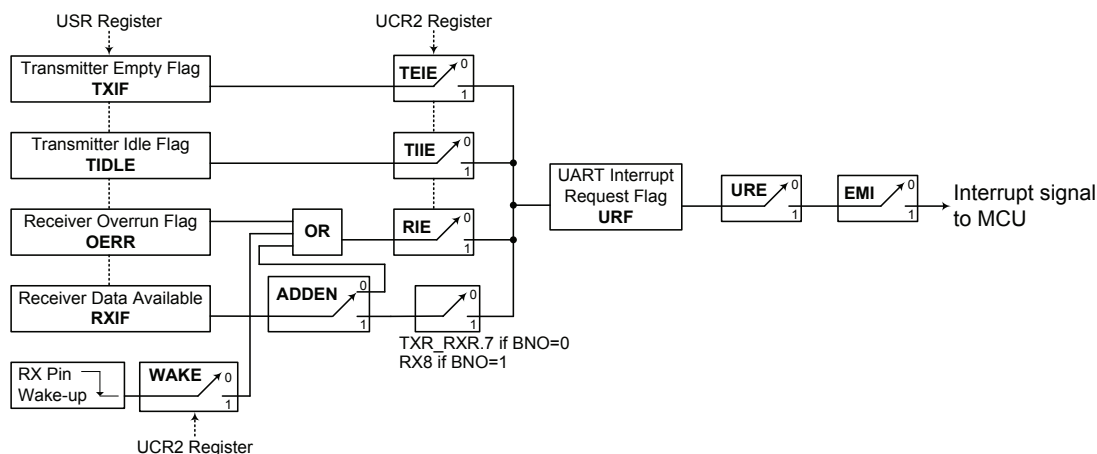 USR Register
UCR2 Register
Transmitter Empty Flag
TXIF
TEIE
0
1
Transmitter Idle Flag
TIDLE
TIIE
0
1
UART Interrupt
Request Flag
URF
URE
0
1
EMI
0
1
Interrupt signal
to MCU
Receiver Overrun Flag
OERR
OR
RIE
0
1
Receiver Data Available
RXIF
ADDEN
0
1
0
1
TXR_RXR.7 if BNO=0
RX8 if BNO=1
RX Pin
Wake-up
WAKE
0
1
UCR2 Register